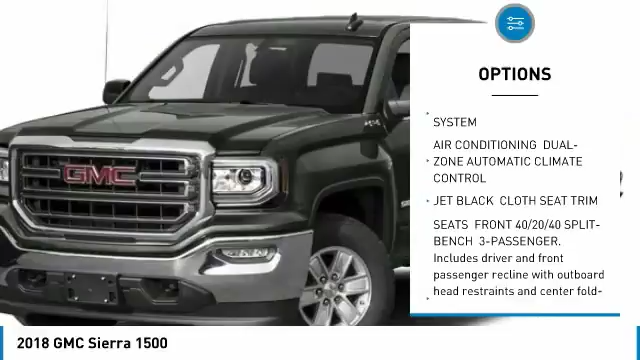 OPTIONS
SYSTEM
AIR CONDITIONING DUAL-
ZONE AUTOMATIC CLIMATE
CONTROL
JET BLACK CLOTH SEAT TRIM
SEATS FRONT 40/20/40 SPLIT-
BENCH 3-PASSENGER.
Includes driver and front
passenger recline with outboard
head restraints and center fold-
GMC
2018 GMC Sierra 1500